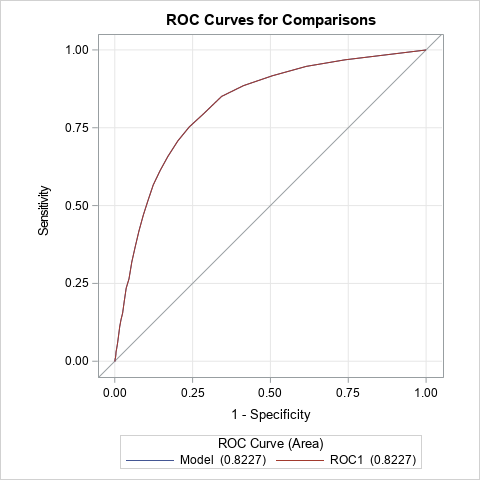 ROC Curves for Comparisons
1.00
0.75
0.50
0.25
0.00
Sensitivity
0.00 0.25 0.50 0.75 1.00
1 - Specificity
ROC Curve (Area)
Model (0.8227) ROC1 (0.8227)